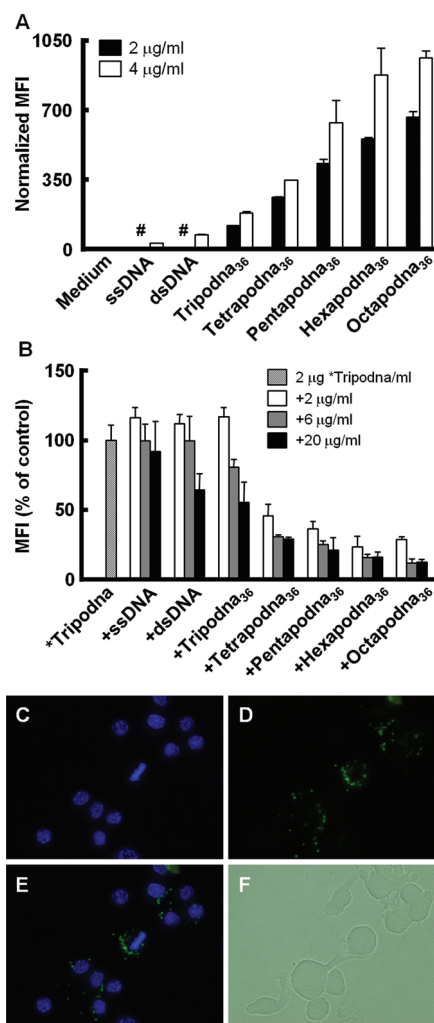 A
1050
700
350
0
Normalized MFI
2 μg/ml
4 μg/ml
#
#
Medium
ssDNA
dsDNA
Tripodna36
Tetrapodna36
Pentapodna36
Hexapodna36
Octapodna36
B
150
100
50
0
MFI (% of control)
2 μg *Tripodna/ml
+2 μg/ml
+6 μg/ml
+20 μg/ml
*Tripodna
+ssDNA
+dsDNA
+Tripodna36
+Tetrapodna36
+Pentapodna36
+Hexapodna36
+Octapodna36
C
D
E
F